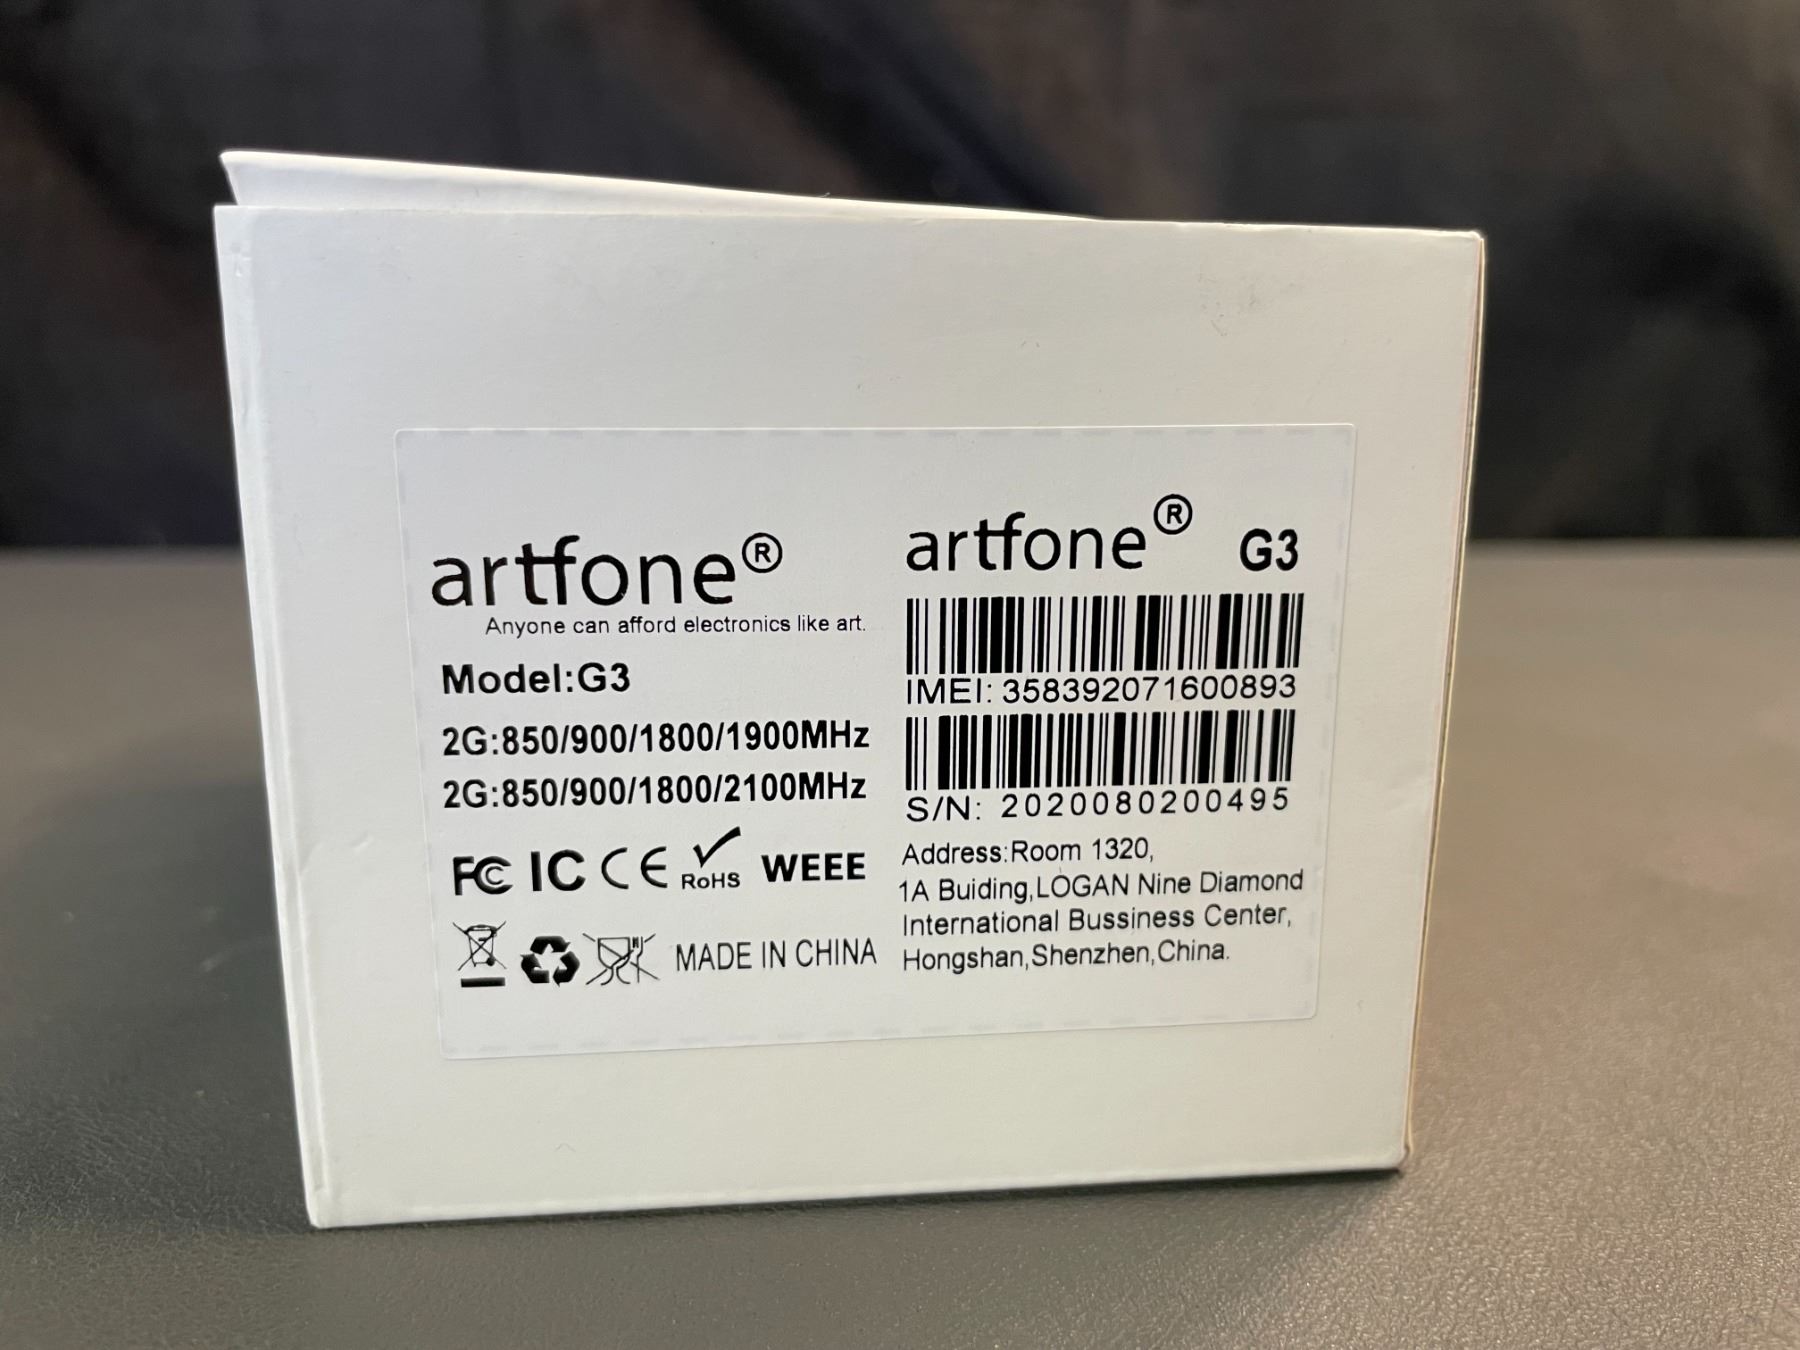 artfone®
Anyone can afford electronics like art.
Model:G3
2G:850/900/1800/1900MHz
2G:850/900/1800/2100MHz
FC IC CE RoHS WEEE
MADE IN CHINA
artfone® G3
IMEI: 358392071600893
S/N: 2020080200495
Address:Room 1320,
1A Buiding,LOGAN Nine Diamond
International Bussiness Center,
Hongshan,Shenzhen,China.